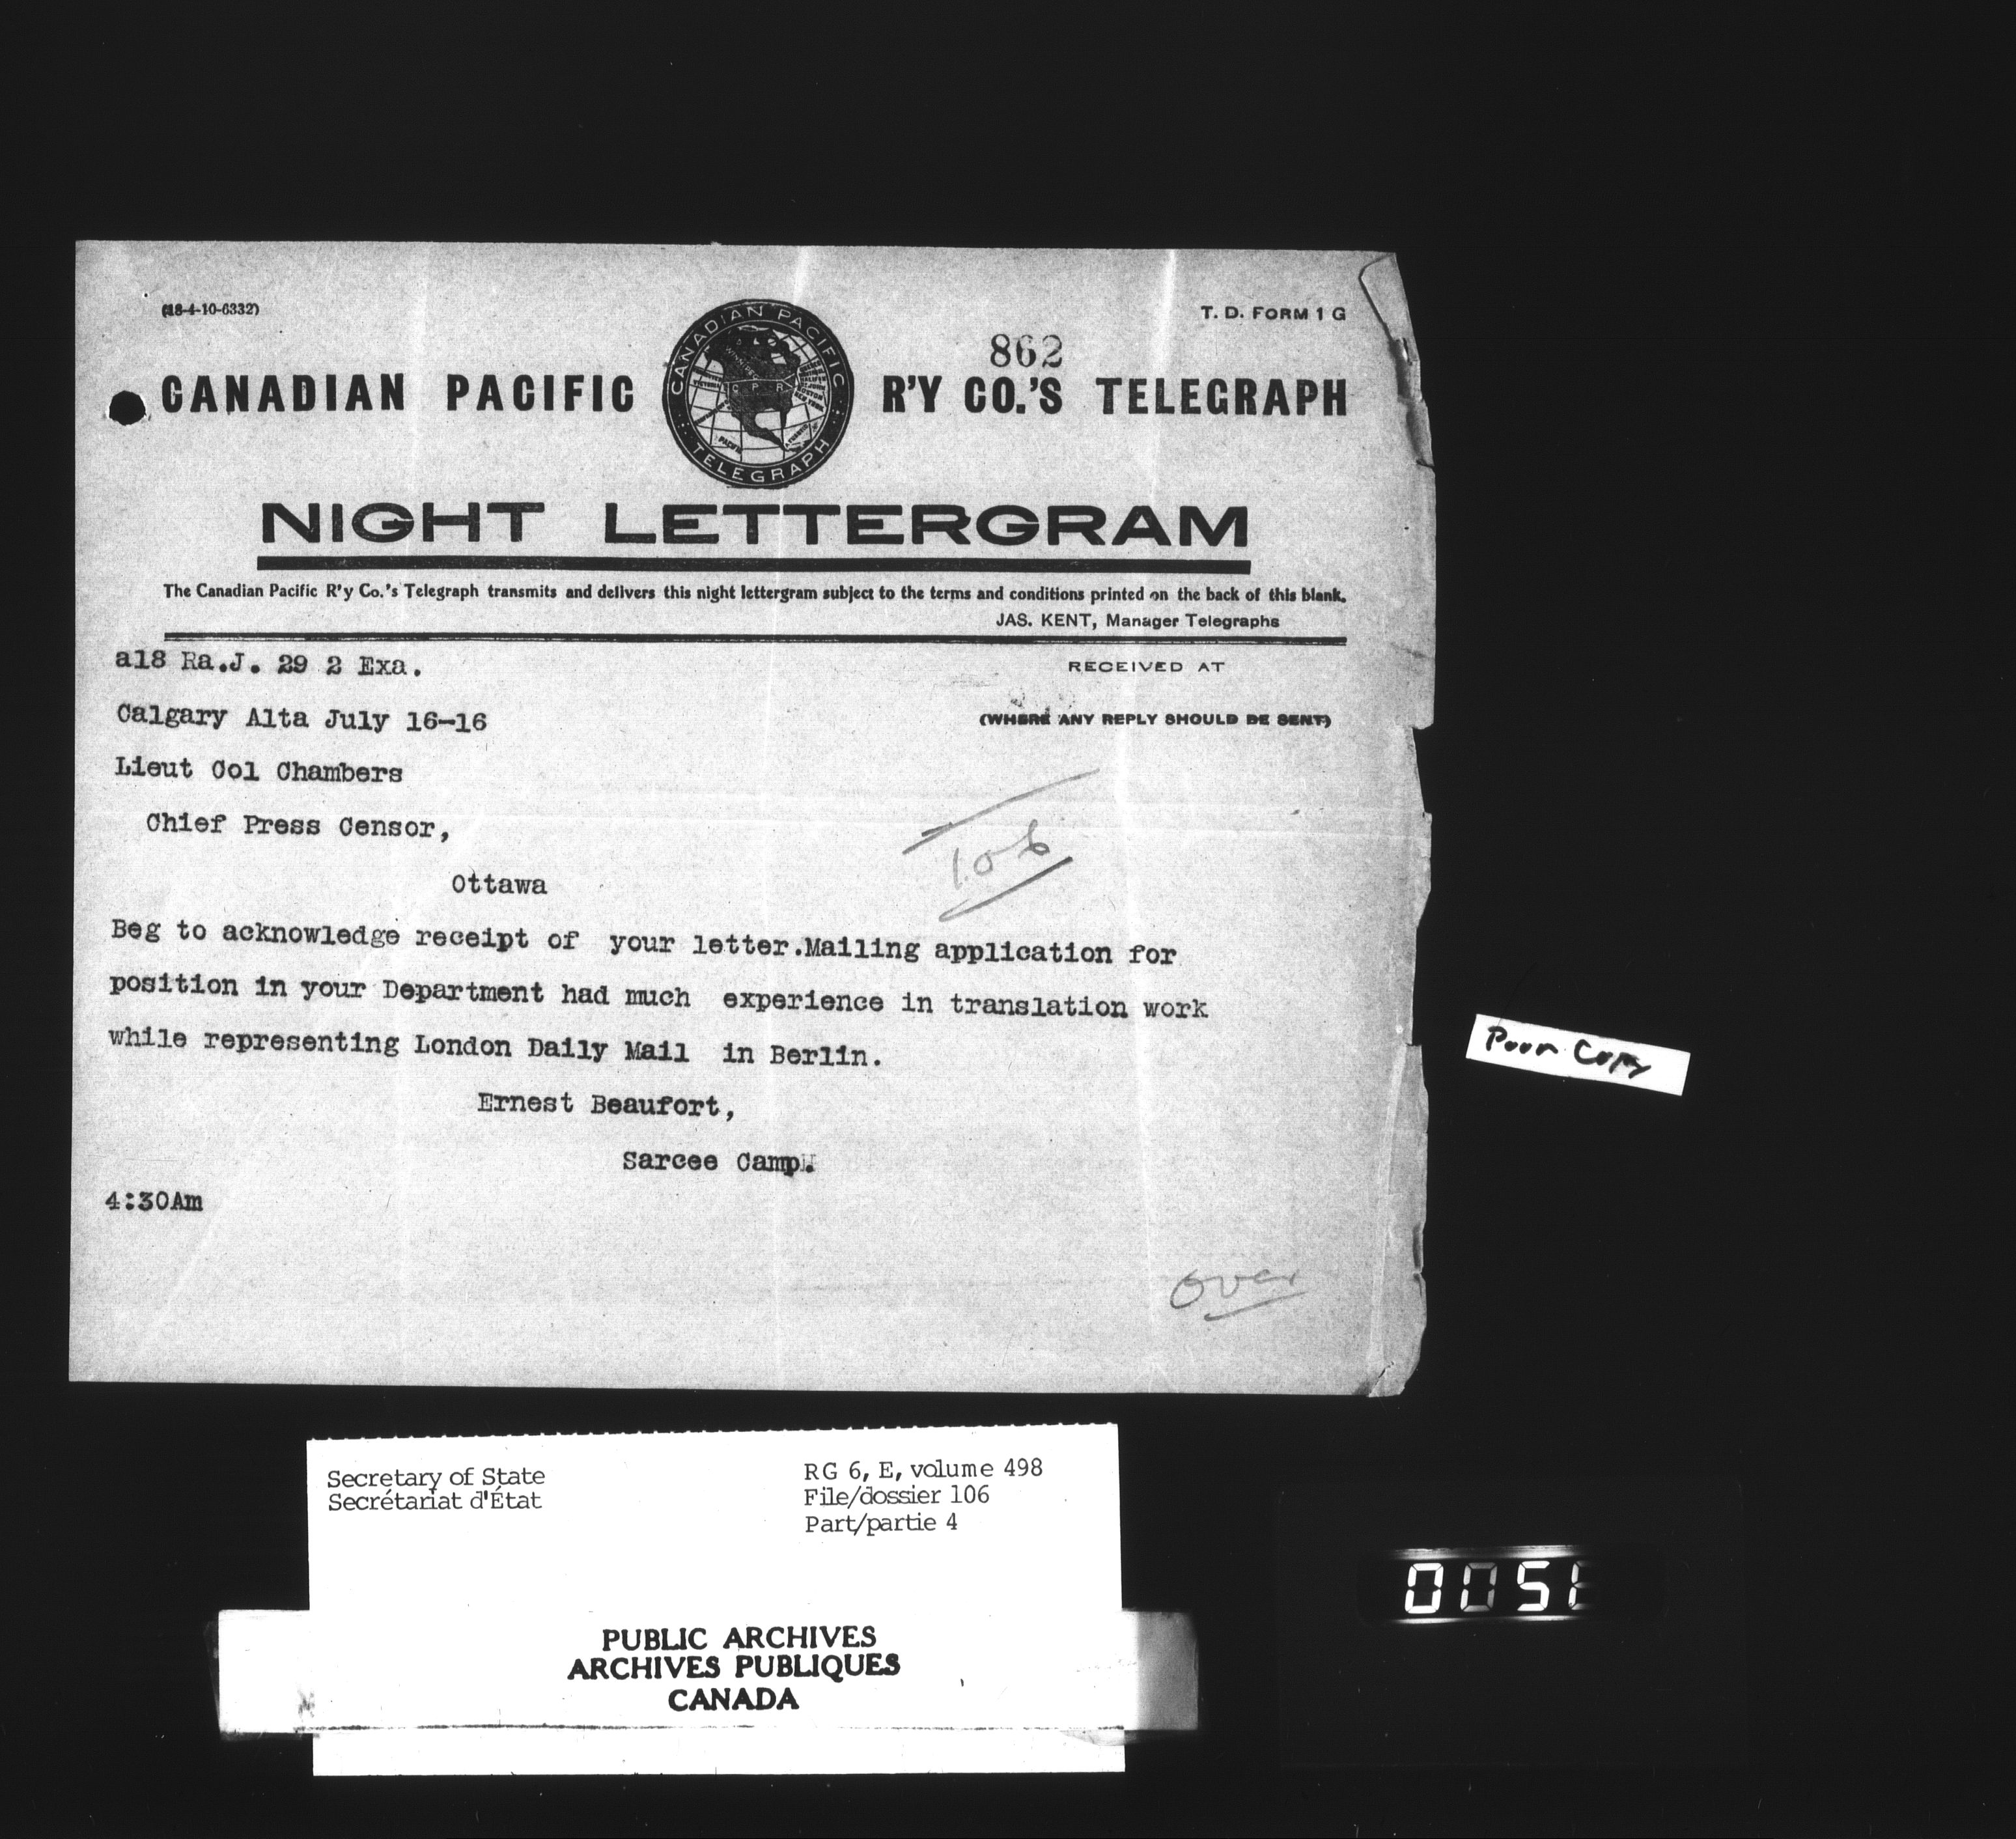 (18-4-10-6332)
T. D. FORM 1 G
862
CANADIAN PACIFIC R'Y CO.'S TELEGRAPH
CANADIAN PACIFIC
WINNIPEG
C P R
PACIFIC
ATLANTIC
TELEGRAPH
NIGHT LETTERGRAM
The Canadian Pacific R'y Co.'s Telegraph transmits and delivers this night lettergram subject to the terms and conditions printed on the back of this blank.
JAS. KENT, Manager Telegraphs
a18 Ra.J. 29 2 Exa.
RECEIVED AT
Calgary Alta July 16-16
(WHERE ANY REPLY SHOULD BE SENT)
Lieut Col Chambers
Chief Press Censor,
106
Ottawa
Beg to acknowledge receipt of your letter.Mailing application for
position in your Department had much experience in translation work
while representing London Daily Mail in Berlin.
Ernest Beaufort,
Sarcee Camp.
4:30Am
Over
Poor Copy
Secretary of State
Secrétariat d'État
RG 6, E, volume 498
File/dossier 106
Part/partie 4
PUBLIC ARCHIVES
ARCHIVES PUBLIQUES
CANADA
0051